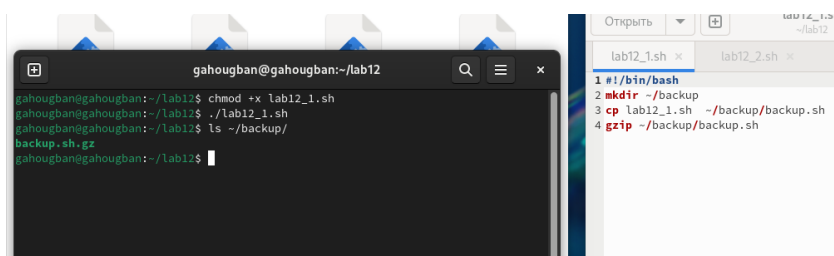 gahougban@gahougban:~/lab12
gahougban@gahougban:~/lab12$ chmod +x lab12_1.sh
gahougban@gahougban:~/lab12$ ./lab12_1.sh
gahougban@gahougban:~/lab12$ ls ~/backup/
backup.sh.gz
gahougban@gahougban:~/lab12$
Открыть
~/lab12
lab12_1.sh ×
lab12_2.sh ×
1 #!/bin/bash
2 mkdir ~/backup
3 cp lab12_1.sh  ~/backup/backup.sh
4 gzip ~/backup/backup.sh